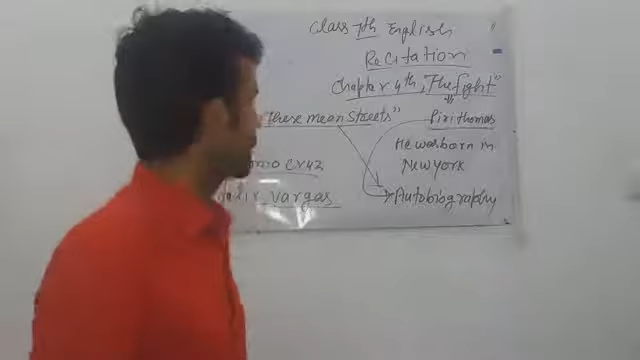 Class 7th English
Recitation
Chapter 4th, "The fight"
These mean Streets"
Piri thomas
He was born in
New york
cruz
Autobiography
vargas